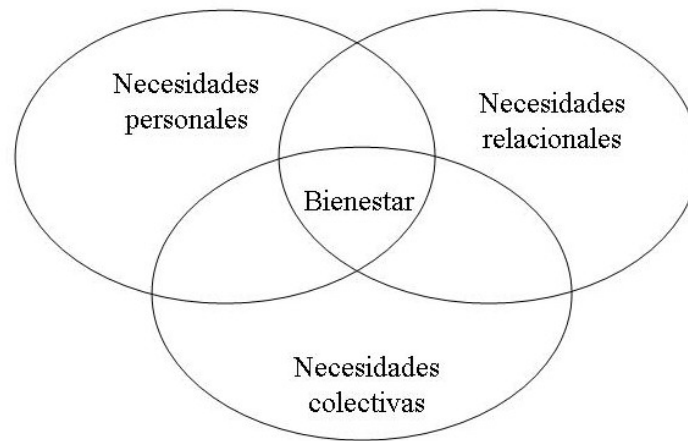 Necesidades
personales
Necesidades
relacionales
Bienestar
Necesidades
colectivas